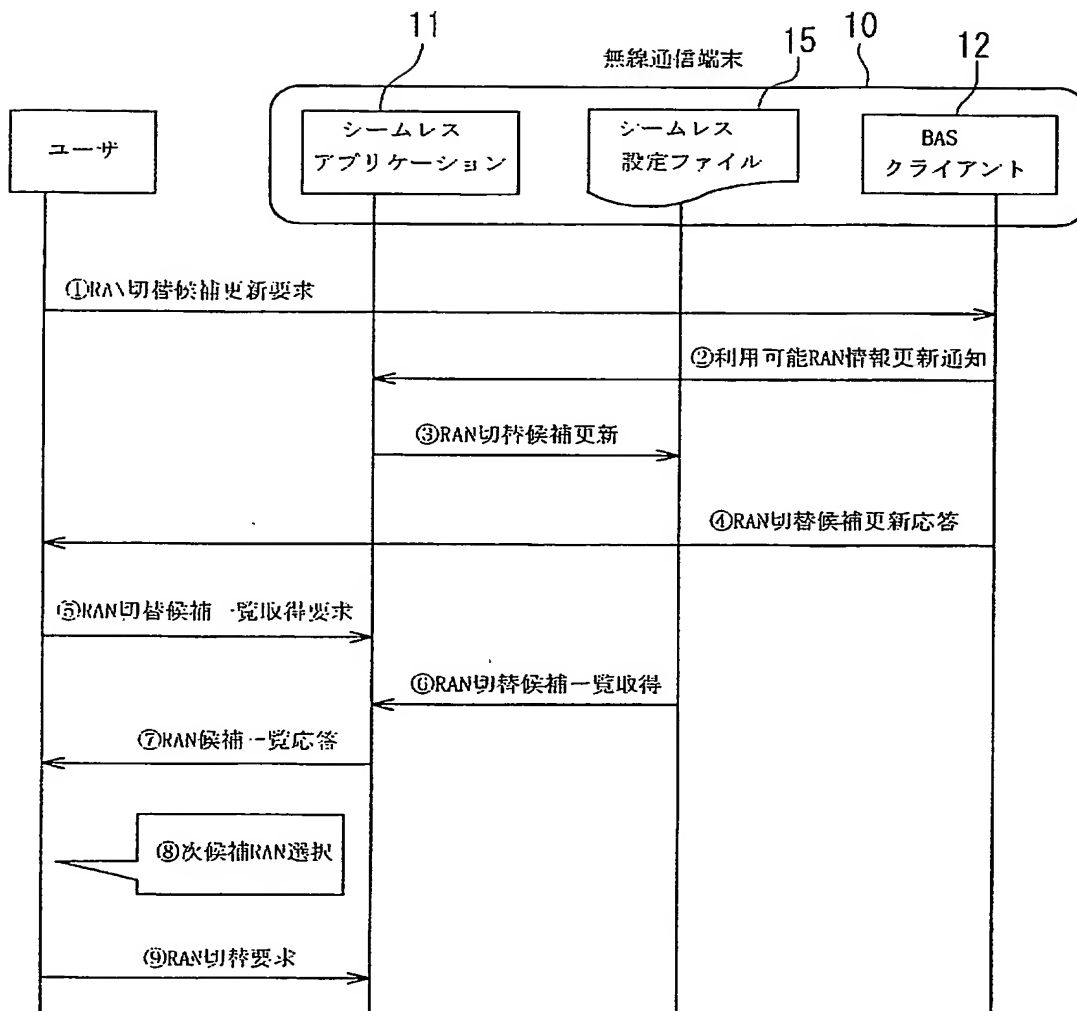 11
無線通信端末
15
10
12
ユーザ
シームレス
アプリケーション
シームレス
設定ファイル
BAS
クライアント
①RAN切替候補更新要求
②利用可能RAN情報更新通知
③RAN切替候補更新
④RAN切替候補更新応答
⑤RAN切替候補一覧取得要求
⑥RAN切替候補一覧取得
⑦RAN候補一覧応答
⑧次候補RAN選択
⑨RAN切替要求